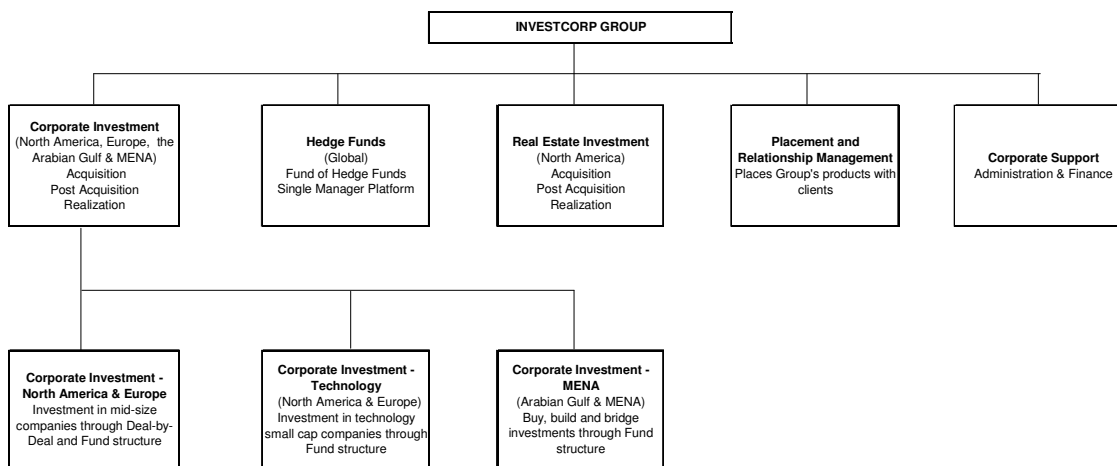 INVESTCORP GROUP
Corporate Investment
(North America, Europe, the
Arabian Gulf & MENA)
Acquisition
Post Acquisition
Realization
Hedge Funds
(Global)
Fund of Hedge Funds
Single Manager Platform
Real Estate Investment
(North America)
Acquisition
Post Acquisition
Realization
Placement and
Relationship Management
Places Group's products with
clients
Corporate Support
Administration & Finance
Corporate Investment -
North America & Europe
Investment in mid-size
companies through Deal-by-
Deal and Fund structure
Corporate Investment -
Technology
(North America & Europe)
Investment in technology
small cap companies through
Fund structure
Corporate Investment -
MENA
(Arabian Gulf & MENA)
Buy, build and bridge
investments through Fund
structure